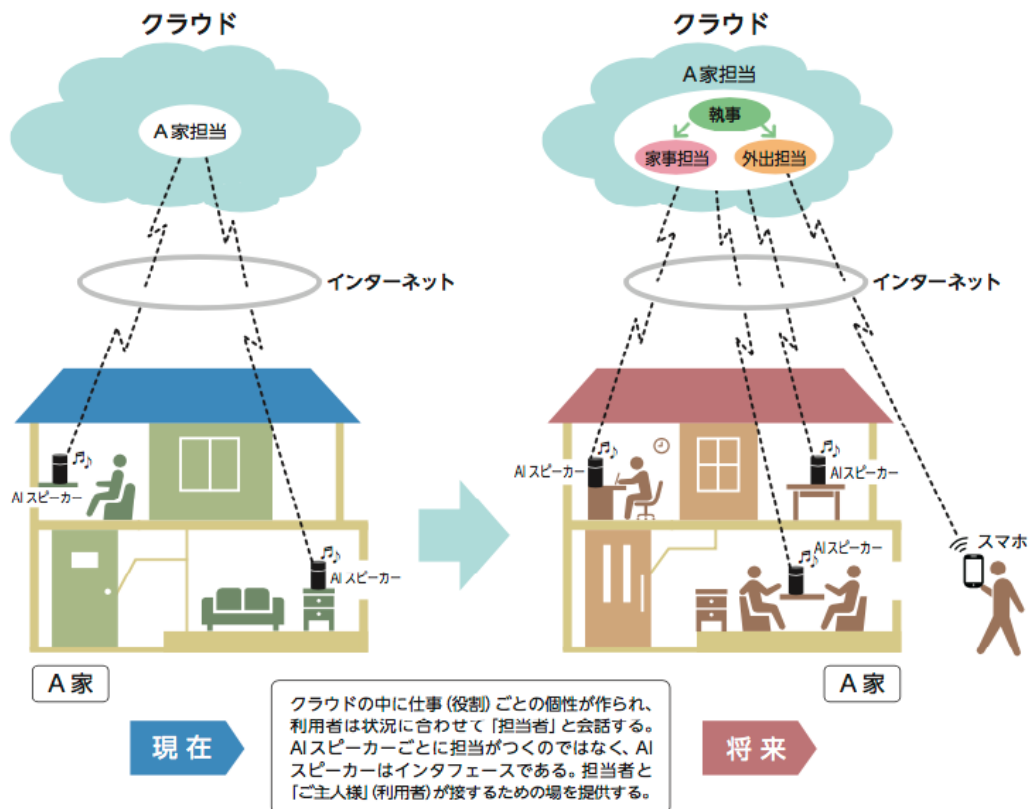 クラウド
A家担当
インターネット
AIスピーカー
AIスピーカー
A家
現在
クラウド
A家担当
執事
家事担当
外出担当
インターネット
AIスピーカー
AIスピーカー
AIスピーカー
スマホ
A家
将来
クラウドの中に仕事(役割)ごとの個性が作られ、
利用者は状況に合わせて「担当者」と会話する。
AIスピーカーごとに担当がつくのではなく、AI
スピーカーはインタフェースである。担当者と
「ご主人様」(利用者)が接するための場を提供する。